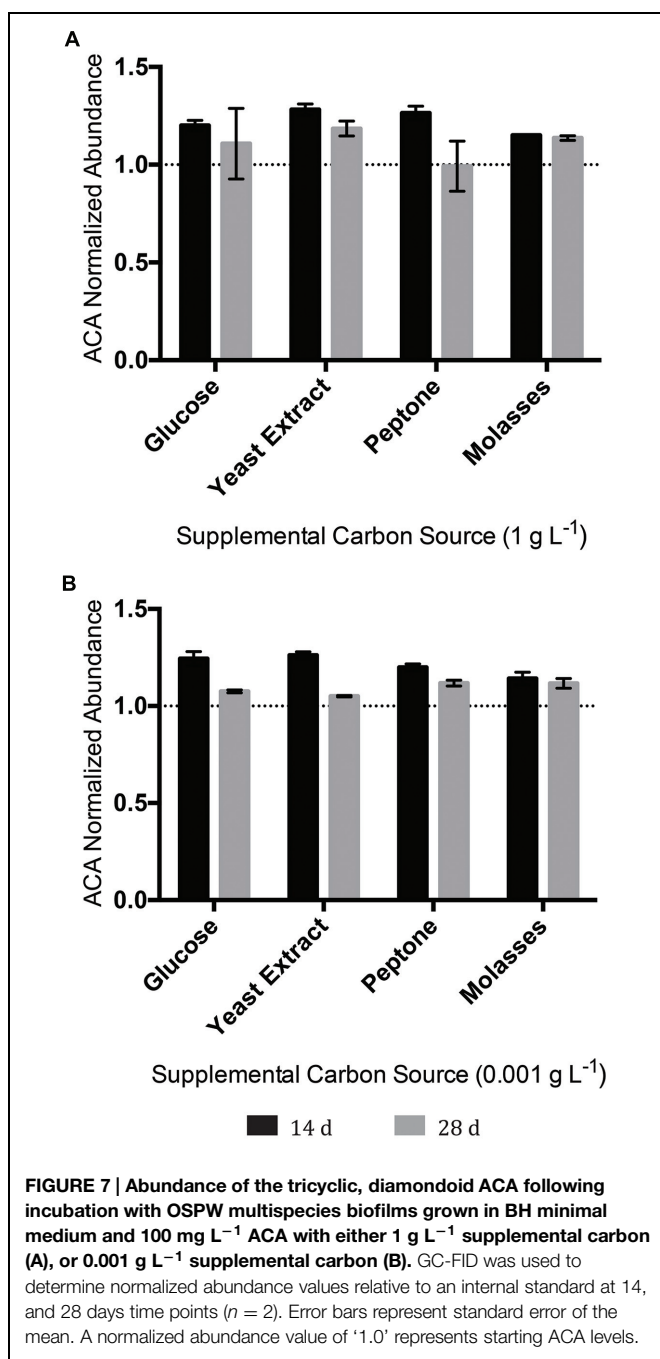 A
ACA Normalized Abundance
1.5
1.0
0.5
0.0
Glucose
Yeast Extract
Peptone
Molasses
Supplemental Carbon Source (1 g L⁻¹)
B
ACA Normalized Abundance
1.5
1.0
0.5
0.0
Glucose
Yeast Extract
Peptone
Molasses
Supplemental Carbon Source (0.001 g L⁻¹)
14 d
28 d
FIGURE 7 | Abundance of the tricyclic, diamondoid ACA following
incubation with OSPW multispecies biofilms grown in BH minimal
medium and 100 mg L⁻¹ ACA with either 1 g L⁻¹ supplemental carbon
(A), or 0.001 g L⁻¹ supplemental carbon (B). GC-FID was used to
determine normalized abundance values relative to an internal standard at 14,
and 28 days time points (n = 2). Error bars represent standard error of the
mean. A normalized abundance value of ‘1.0’ represents starting ACA levels.